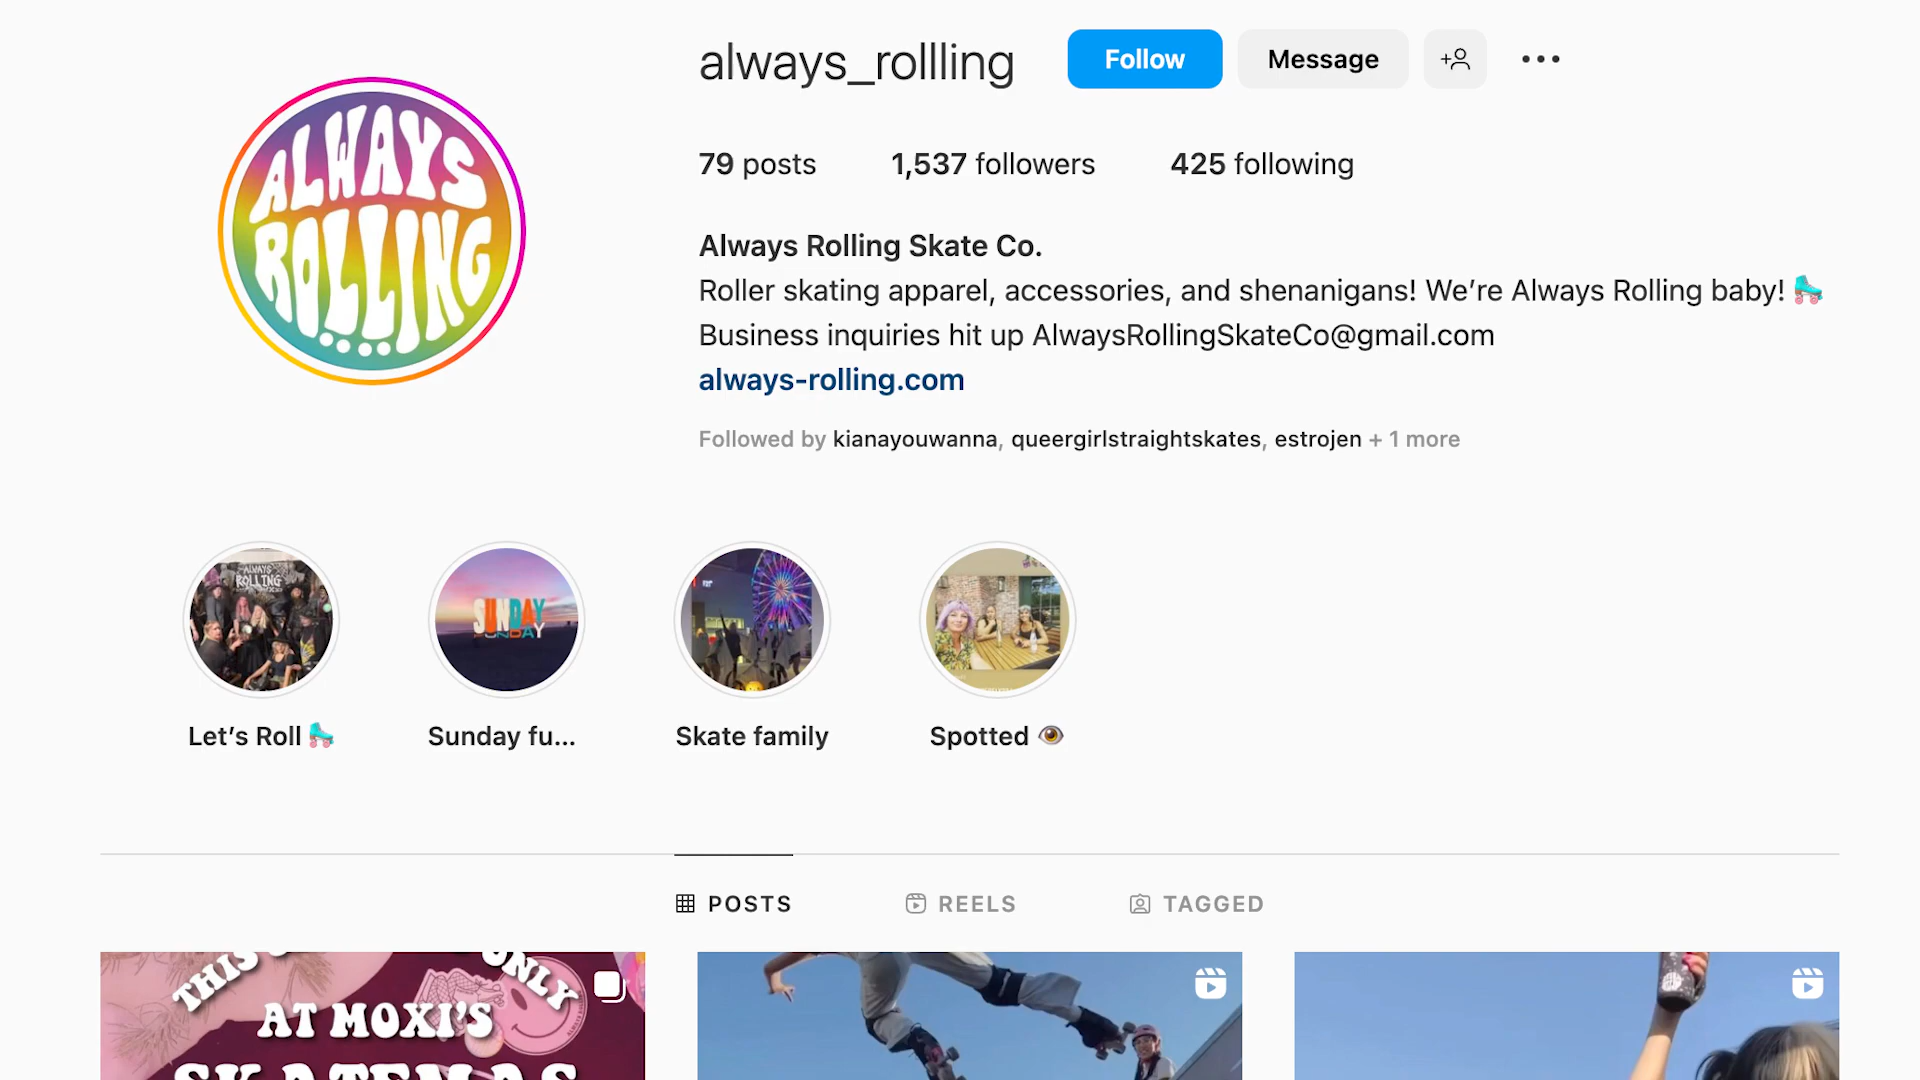 always_rollling
Follow
Message
79 posts
1,537 followers
425 following
ALWAYS
ROLLING
Always Rolling Skate Co.
Roller skating apparel, accessories, and shenanigans! We’re Always Rolling baby! 🛼
Business inquiries hit up AlwaysRollingSkateCo@gmail.com
always-rolling.com
Followed by kianayouwanna, queergirlstraightskates, estrojen + 1 more
ALWAYS
ROLLING
SUNDAY
FUNDAY
Let’s Roll 🛼
Sunday fu...
Skate family
Spotted 👁️
POSTS
REELS
TAGGED
THIS
ONLY
AT MOXI'S